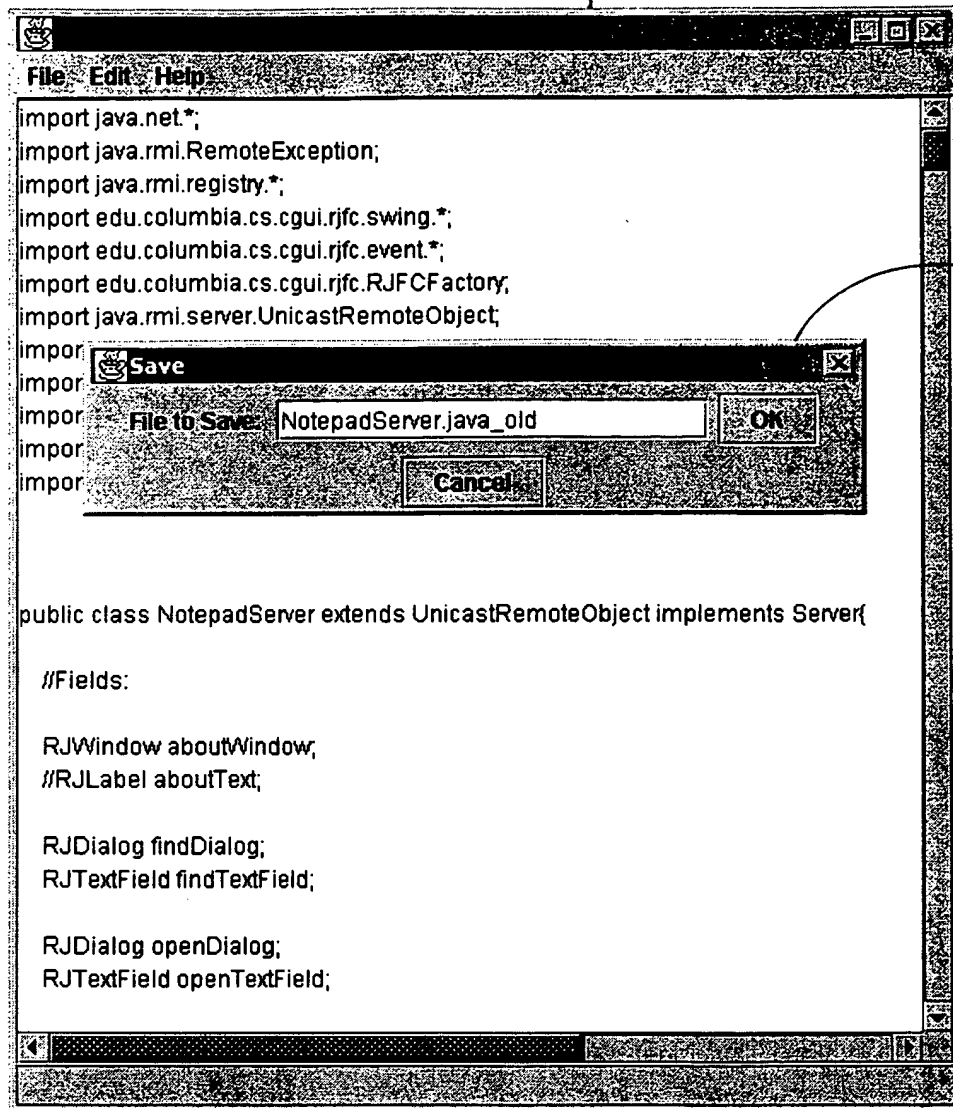 File Edit Help
import java.net.*;
import java.rmi.RemoteException;
import java.rmi.registry.*;
import edu.columbia.cs.cgui.rjfc.swing.*;
import edu.columbia.cs.cgui.rjfc.event.*;
import edu.columbia.cs.cgui.rjfc.RJFCFactory;
import java.rmi.server.UnicastRemoteObject;
impor
Save
impor
impor
File to Save: NotepadServer.java_old OK
impor
impor
Cancel
public class NotepadServer extends UnicastRemoteObject implements Server{
//Fields:
RJWindow aboutWindow;
//RJLabel aboutText;
RJDialog findDialog;
RJTextField findTextField;
RJDialog openDialog;
RJTextField openTextField;